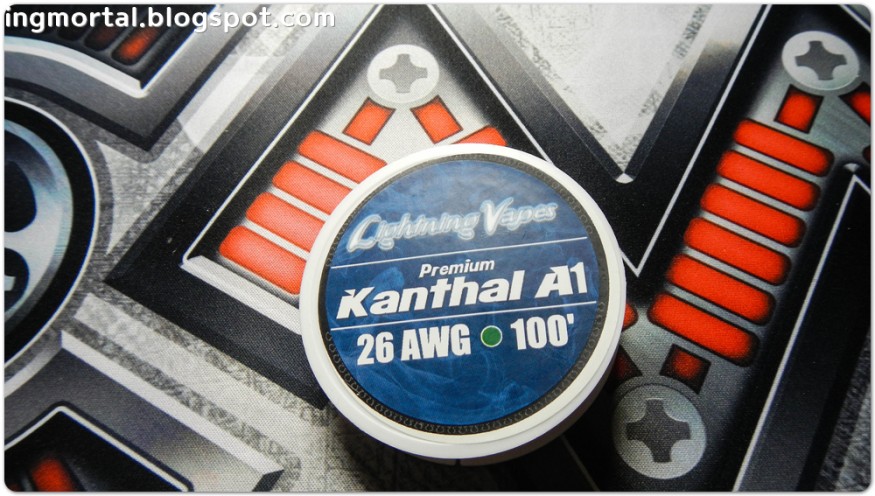 ingmortal.blogspot.com
Lightning Vapes
Premium
Kanthal A1
26 AWG 100'